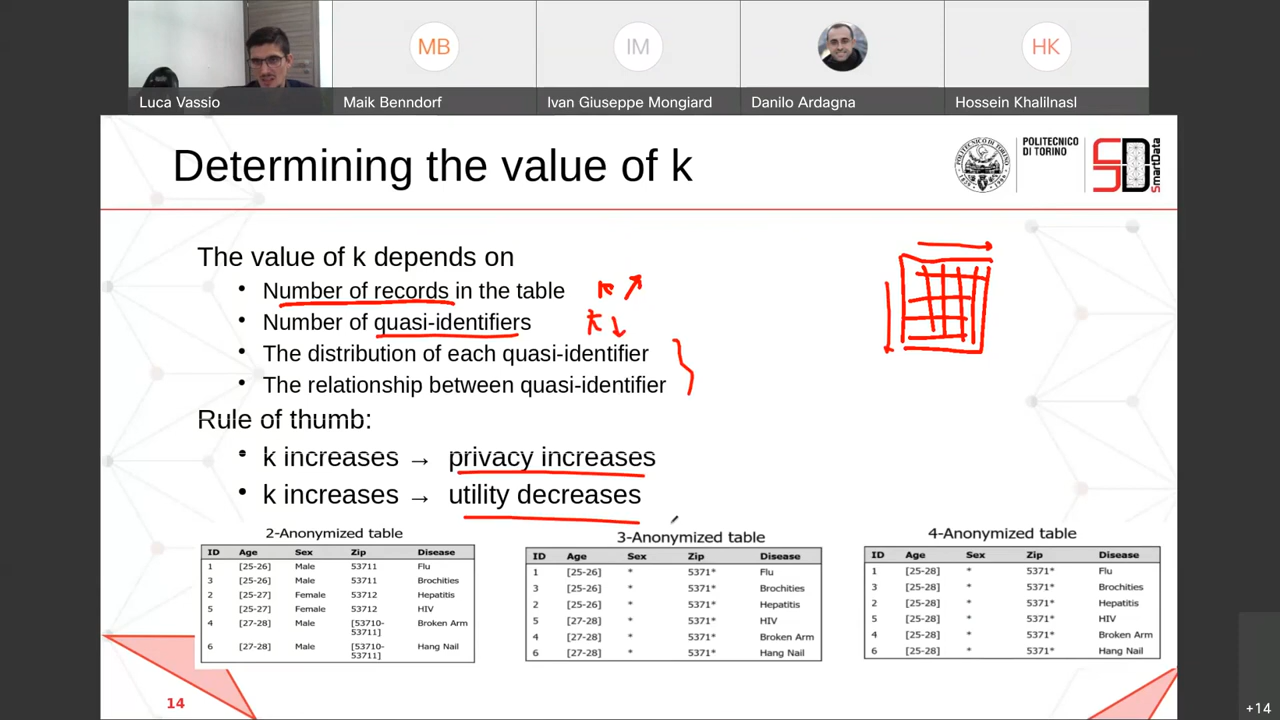 MB
IM
HK
Luca Vassio
Maik Benndorf
Ivan Giuseppe Mongiard
Danilo Ardagna
Hossein Khalilnasl
Determining the value of k
POLITECNICO
DI TORINO
SmartData
The value of k depends on
• Number of records in the table k
• Number of quasi-identifiers k
• The distribution of each quasi-identifier
• The relationship between quasi-identifier
Rule of thumb:
• k increases → privacy increases
• k increases → utility decreases
2-Anonymized table
ID Age Sex Zip Disease
1 [25-26] Male 53711 Flu
3 [25-26] Male 53711 Brochities
2 [25-27] Female 53712 Hepatitis
5 [25-27] Female 53712 HIV
4 [27-28] Male [53710-
53711] Broken Arm
6 [27-28] Male [53710-
53711] Hang Nail
3-Anonymized table
ID Age Sex Zip Disease
1 [25-26] * 5371* Flu
3 [25-26] * 5371* Brochities
2 [25-26] * 5371* Hepatitis
5 [27-28] * 5371* HIV
4 [27-28] * 5371* Broken Arm
6 [27-28] * 5371* Hang Nail
4-Anonymized table
ID Age Sex Zip Disease
1 [25-28] * 5371* Flu
3 [25-28] * 5371* Brochities
2 [25-28] * 5371* Hepatitis
5 [25-28] * 5371* HIV
4 [25-28] * 5371* Broken Arm
6 [25-28] * 5371* Hang Nail
14
+14